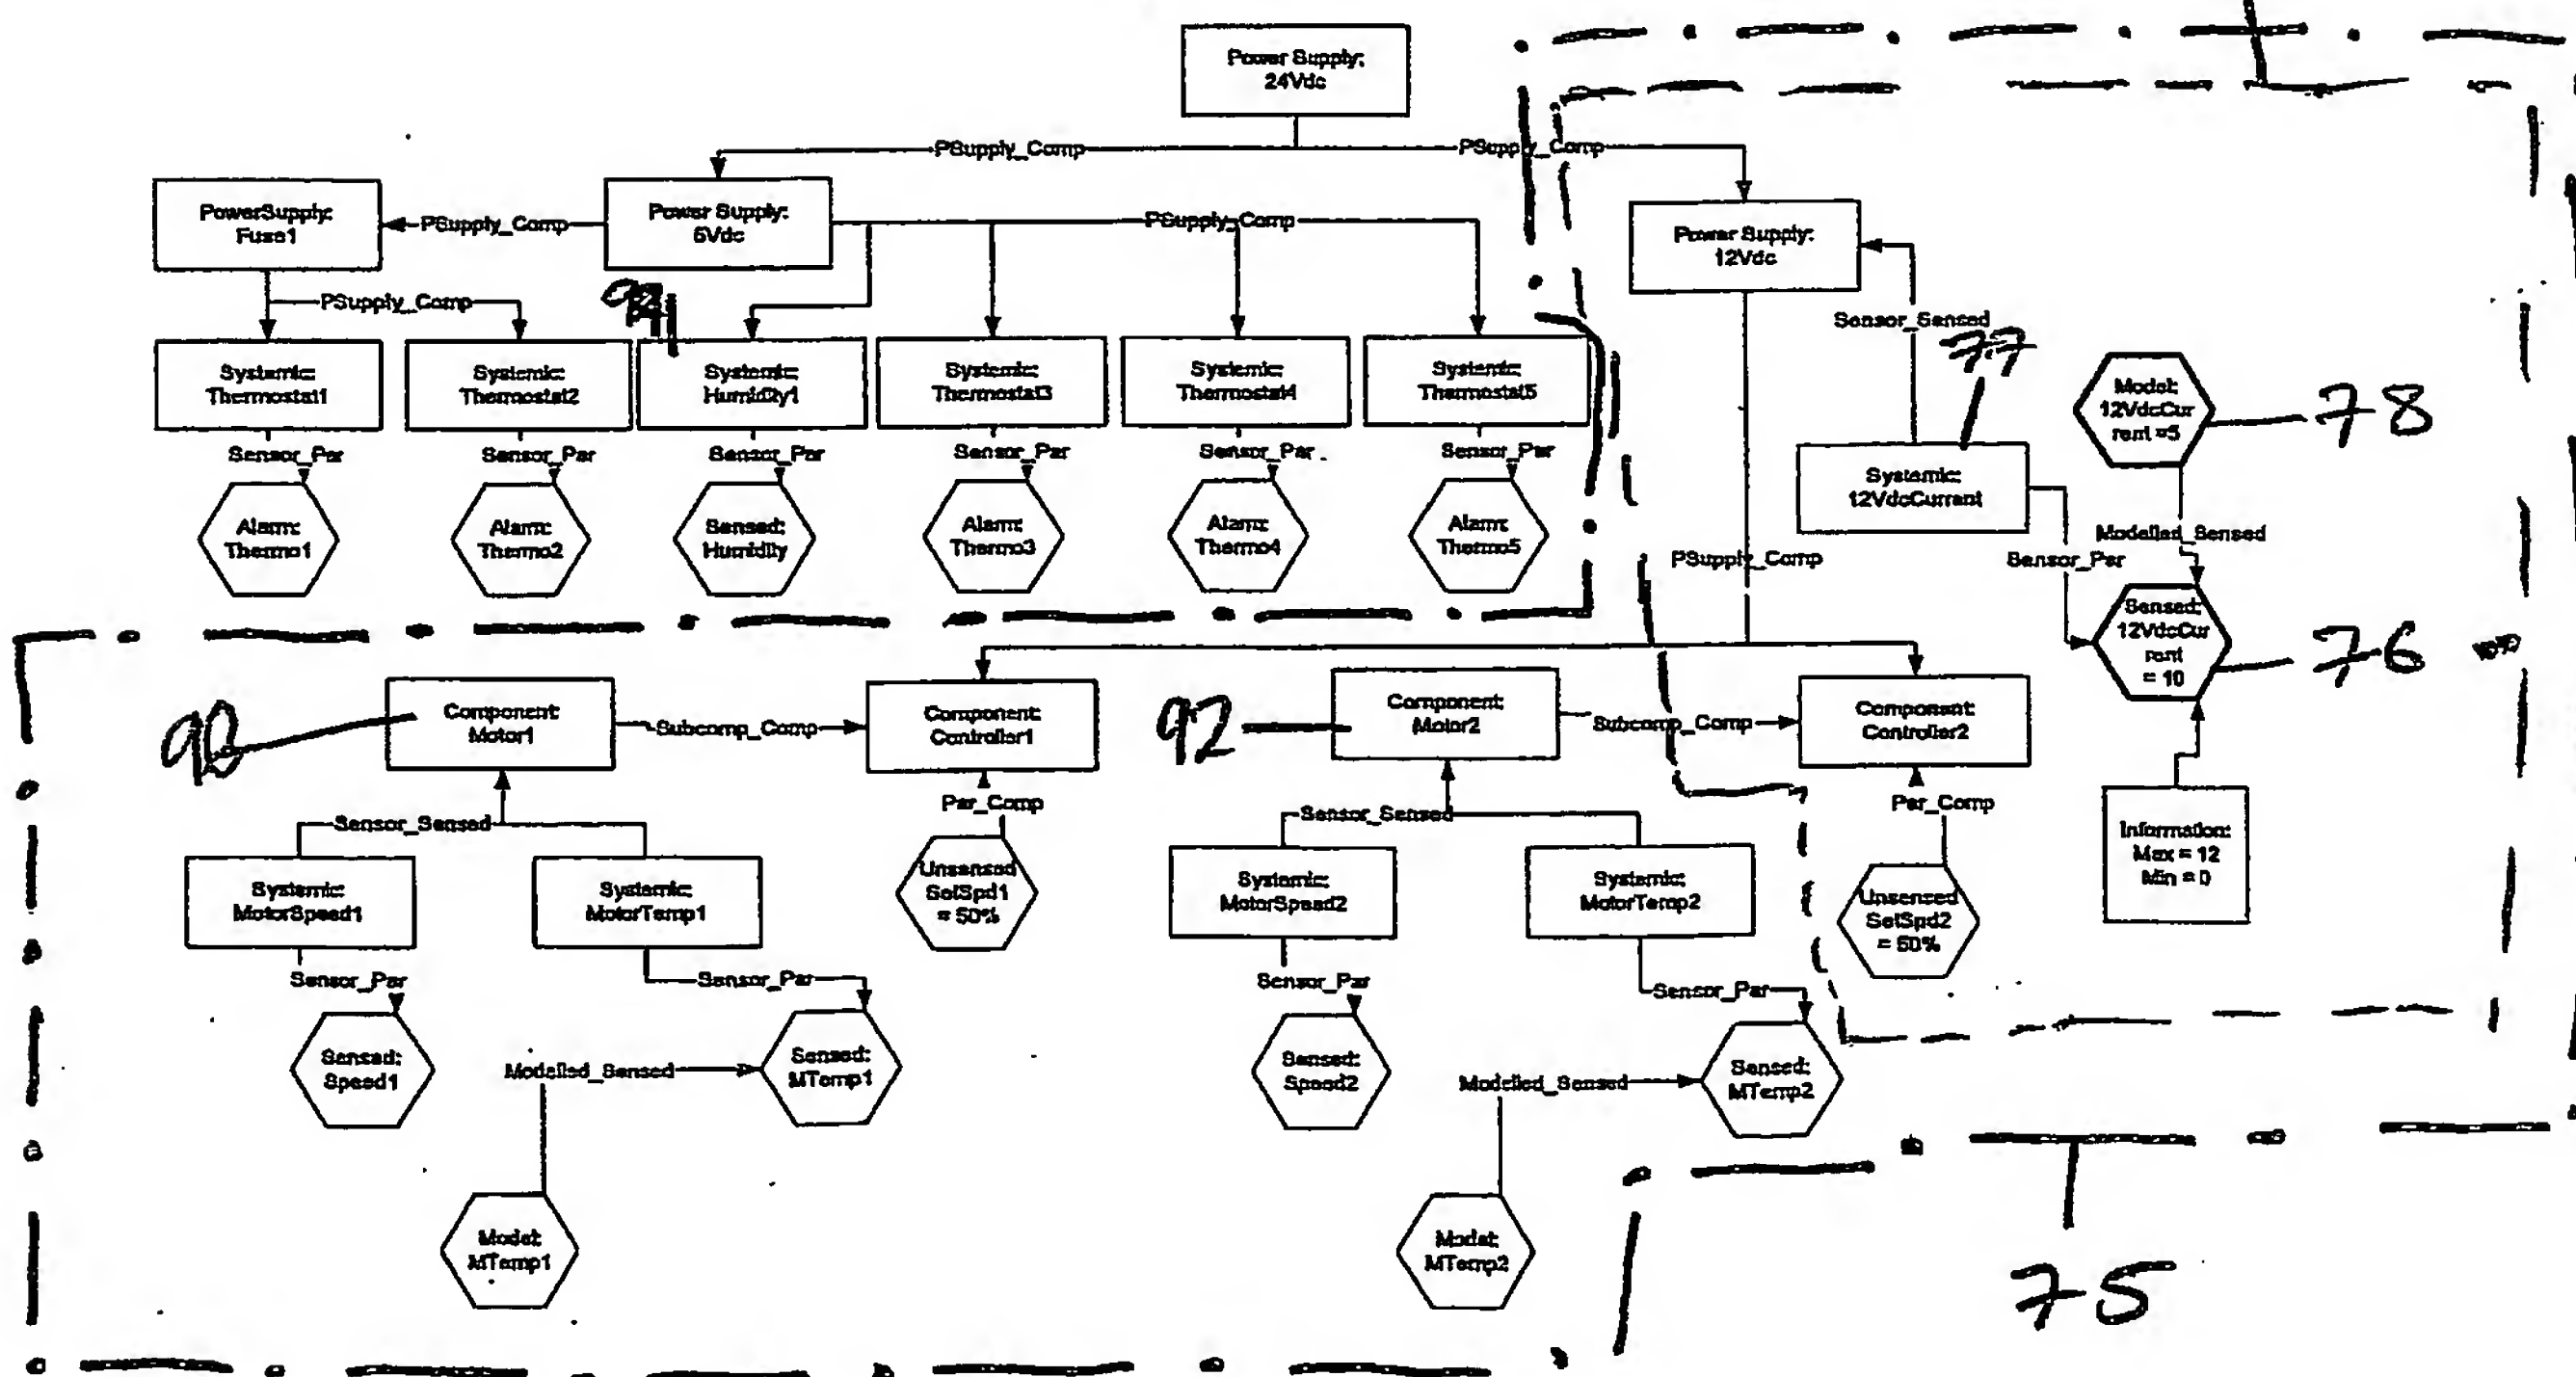 Power Supply:
24Vdc
PSupply_Comp
PSupply_Comp
PowerSupply:
Fuse1
PSupply_Comp
Power Supply:
5Vdc
PSupply_Comp
Power Supply:
12Vdc
PSupply_Comp
91
Sensor_Sensed
77
Systemic:
Thermostat1
Systemic:
Thermostat2
Systemic:
Humidity1
Systemic:
Thermostat3
Systemic:
Thermostat4
Systemic:
Thermostat5
Model:
12VdcCur
rent =5
78
Sensor_Par
Sensor_Par
Sensor_Par
Sensor_Par
Sensor_Par
Sensor_Par
Systemic:
12VdcCurrent
Alarm:
Thermo1
Alarm:
Thermo2
Sensed:
Humidity
Alarm:
Thermo3
Alarm:
Thermo4
Alarm:
Thermo5
Modelled_Sensed
PSupply_Comp
Sensor_Par
Sensed:
12VdcCur
rent
= 10
76
90
Component:
Motor1
Subcomp_Comp
Component:
Controller1
92
Component:
Motor2
Subcomp_Comp
Component:
Controller2
Par_Comp
Par_Comp
Sensor_Sensed
Sensor_Sensed
Information:
Max = 12
Min = 0
Systemic:
MotorSpeed1
Systemic:
MotorTemp1
Unsensed
SetSpd1
= 50%
Systemic:
MotorSpeed2
Systemic:
MotorTemp2
Unsensed
SetSpd2
= 50%
Sensor_Par
Sensor_Par
Sensor_Par
Sensor_Par
Sensed:
Speed1
Modelled_Sensed
Sensed:
MTemp1
Sensed:
Speed2
Modelled_Sensed
Sensed:
MTemp2
Model:
MTemp1
Model:
MTemp2
75